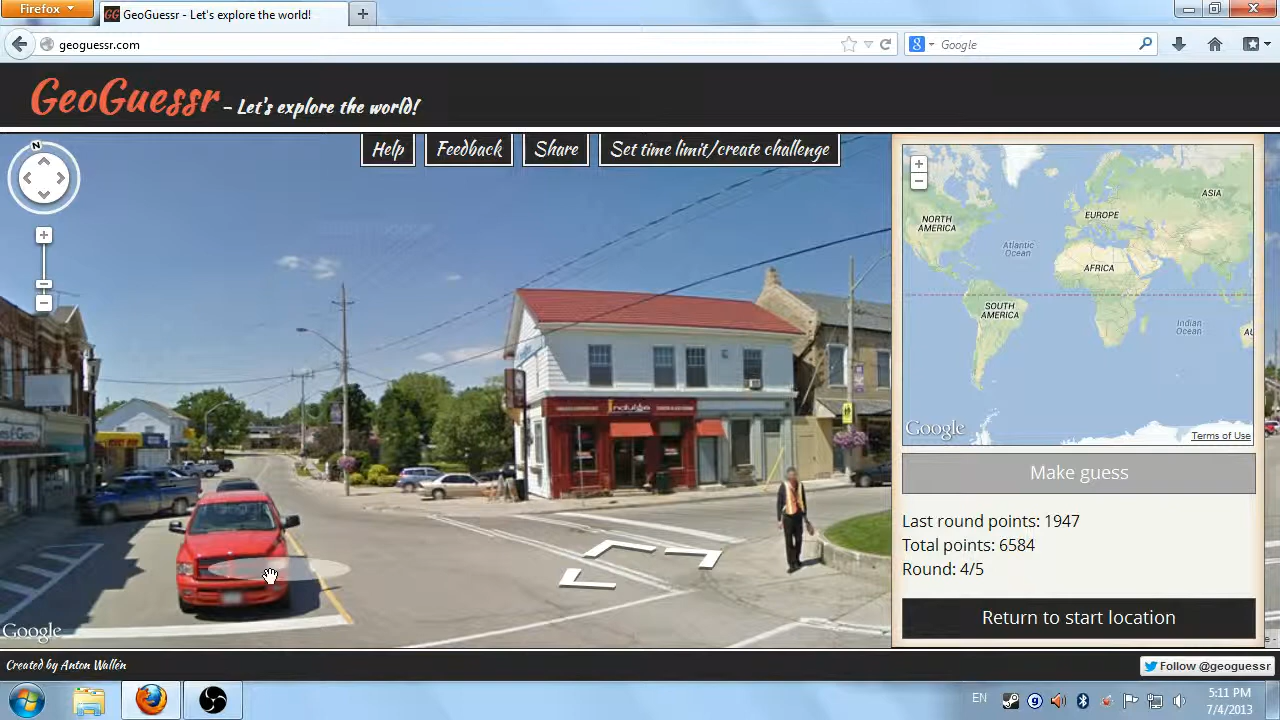 Firefox
GeoGuessr - Let's explore the world!
geoguessr.com
Google
GeoGuessr - Let's explore the world!
N
Help
Feedback
Share
Set time limit/create challenge
NORTH AMERICA
Atlantic Ocean
EUROPE
ASIA
AFRICA
SOUTH AMERICA
Indian Ocean
AU
Google
Terms of Use
Indulge
Make guess
Last round points: 1947
Total points: 6584
Round: 4/5
Return to start location
Google
Created by Anton Wallén
Follow @geoguessr
EN
5:11 PM
7/4/2013